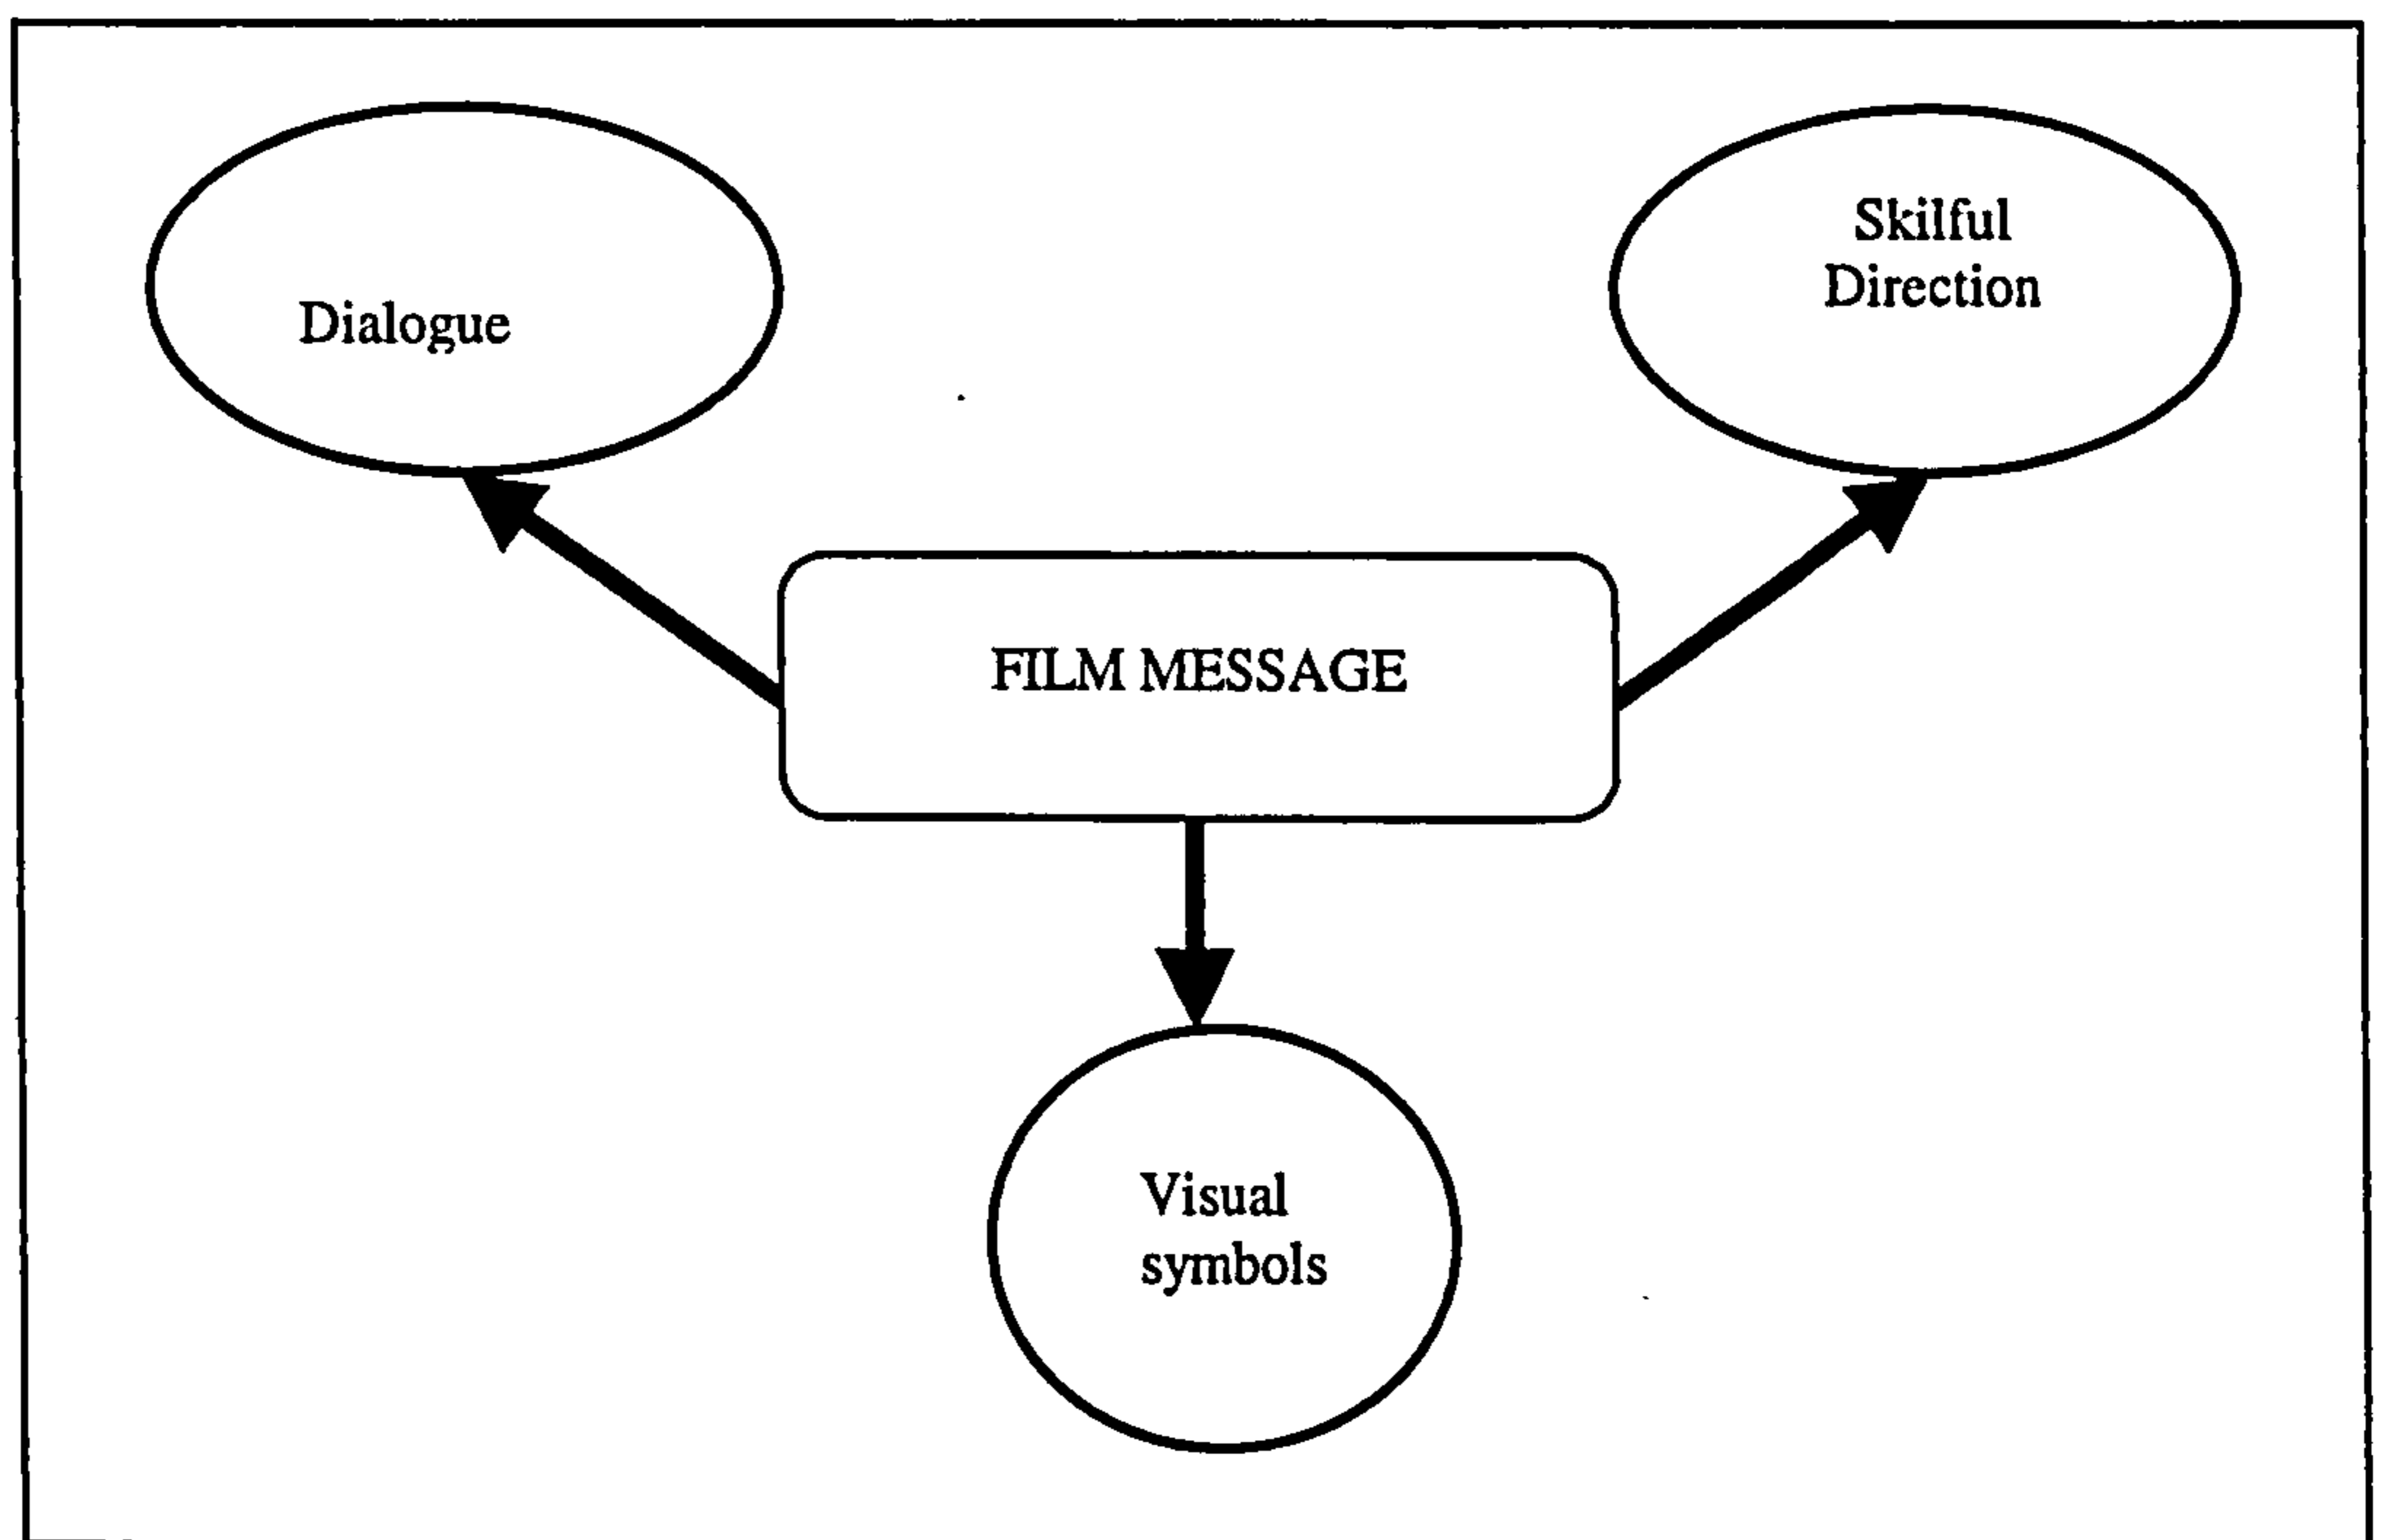 Dialogue
Skilful
Direction
FILM MESSAGE
Visual
symbols